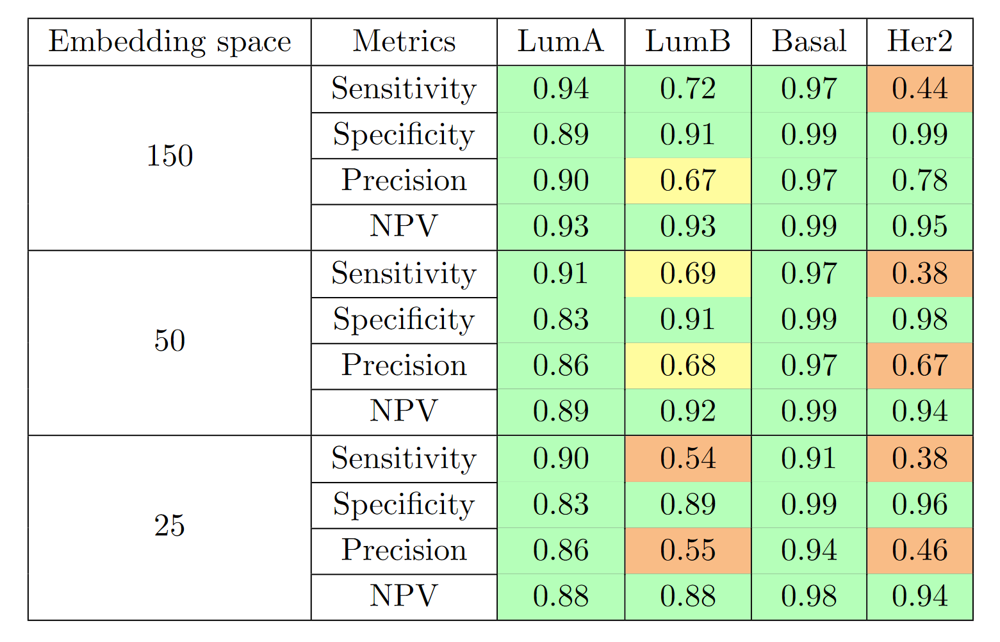 Embedding space Metrics LumA LumB Basal Her2
Sensitivity 0.94 0.72 0.97 0.44
Specificity 0.89 0.91 0.99 0.99
150
Precision 0.90 0.67 0.97 0.78
NPV 0.93 0.93 0.99 0.95
Sensitivity 0.91 0.69 0.97 0.38
Specificity 0.83 0.91 0.99 0.98
50
Precision 0.86 0.68 0.97 0.67
NPV 0.89 0.92 0.99 0.94
Sensitivity 0.90 0.54 0.91 0.38
Specificity 0.83 0.89 0.99 0.96
25
Precision 0.86 0.55 0.94 0.46
NPV 0.88 0.88 0.98 0.94